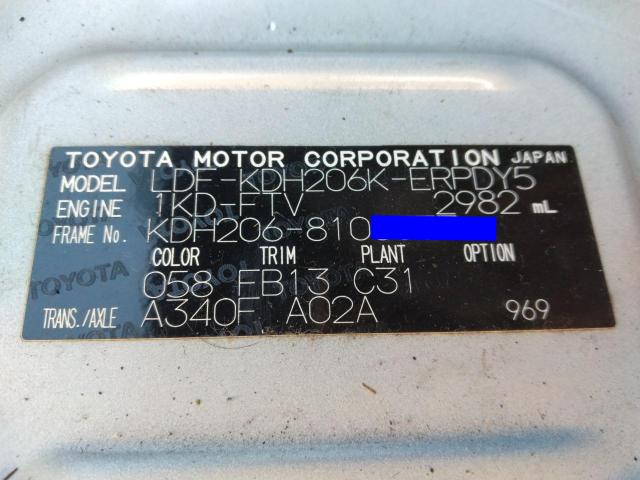 TOYOTA MOTOR CORPORATION JAPAN
MODEL LDF-KDH206K-ERPDY5
ENGINE 1KD-FTV 2982 mL
FRAME No. KDH206-810
COLOR TRIM PLANT OPTION
058 FB13 C31
TRANS./AXLE A340F A02A 969